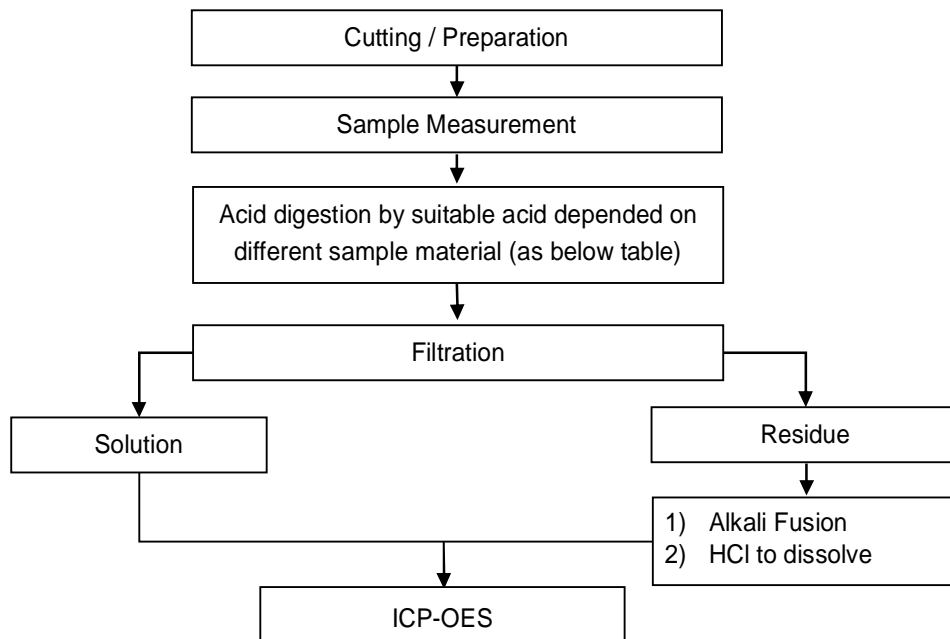 Cutting / Preparation
Sample Measurement
Acid digestion by suitable acid depended on
different sample material (as below table)
Filtration
Solution
Residue
1) Alkali Fusion
2) HCl to dissolve
ICP-OES